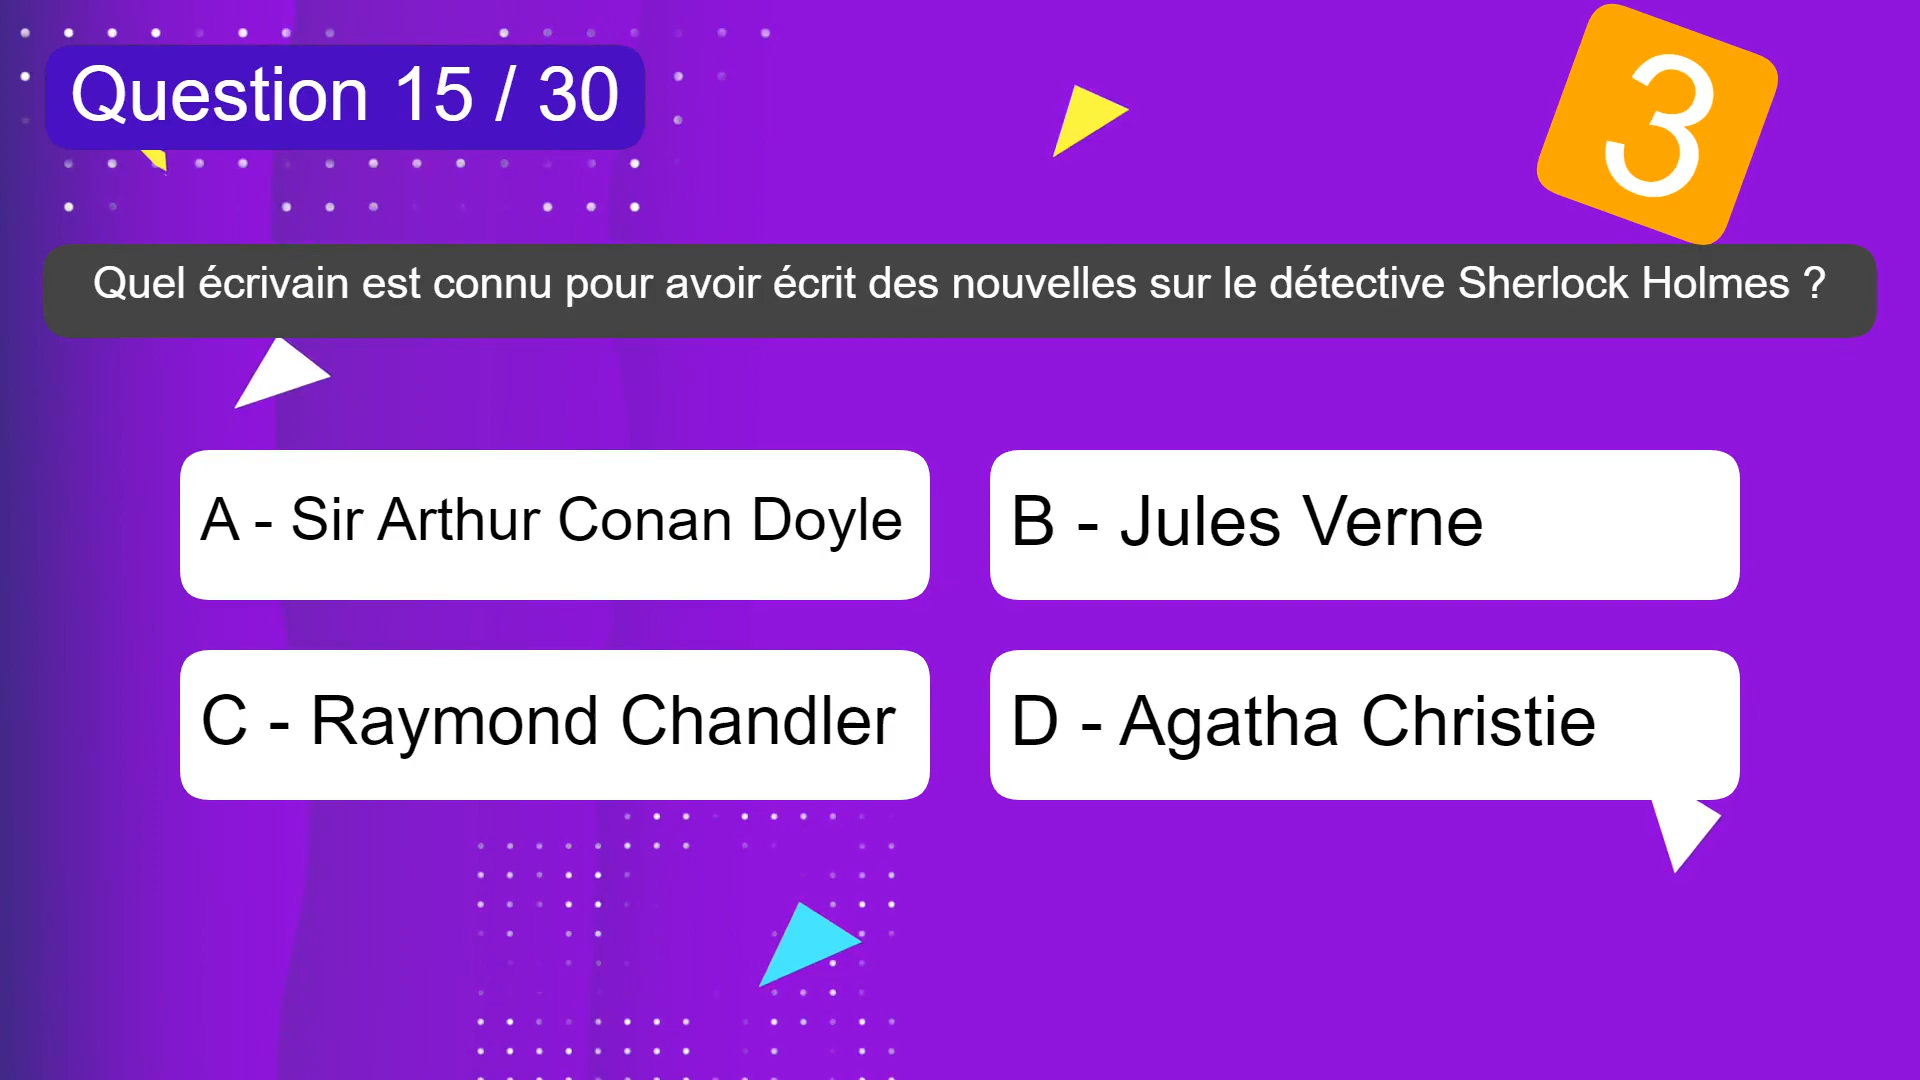 Question 15 / 30
3
Quel écrivain est connu pour avoir écrit des nouvelles sur le détective Sherlock Holmes ?
A - Sir Arthur Conan Doyle
B - Jules Verne
C - Raymond Chandler
D - Agatha Christie